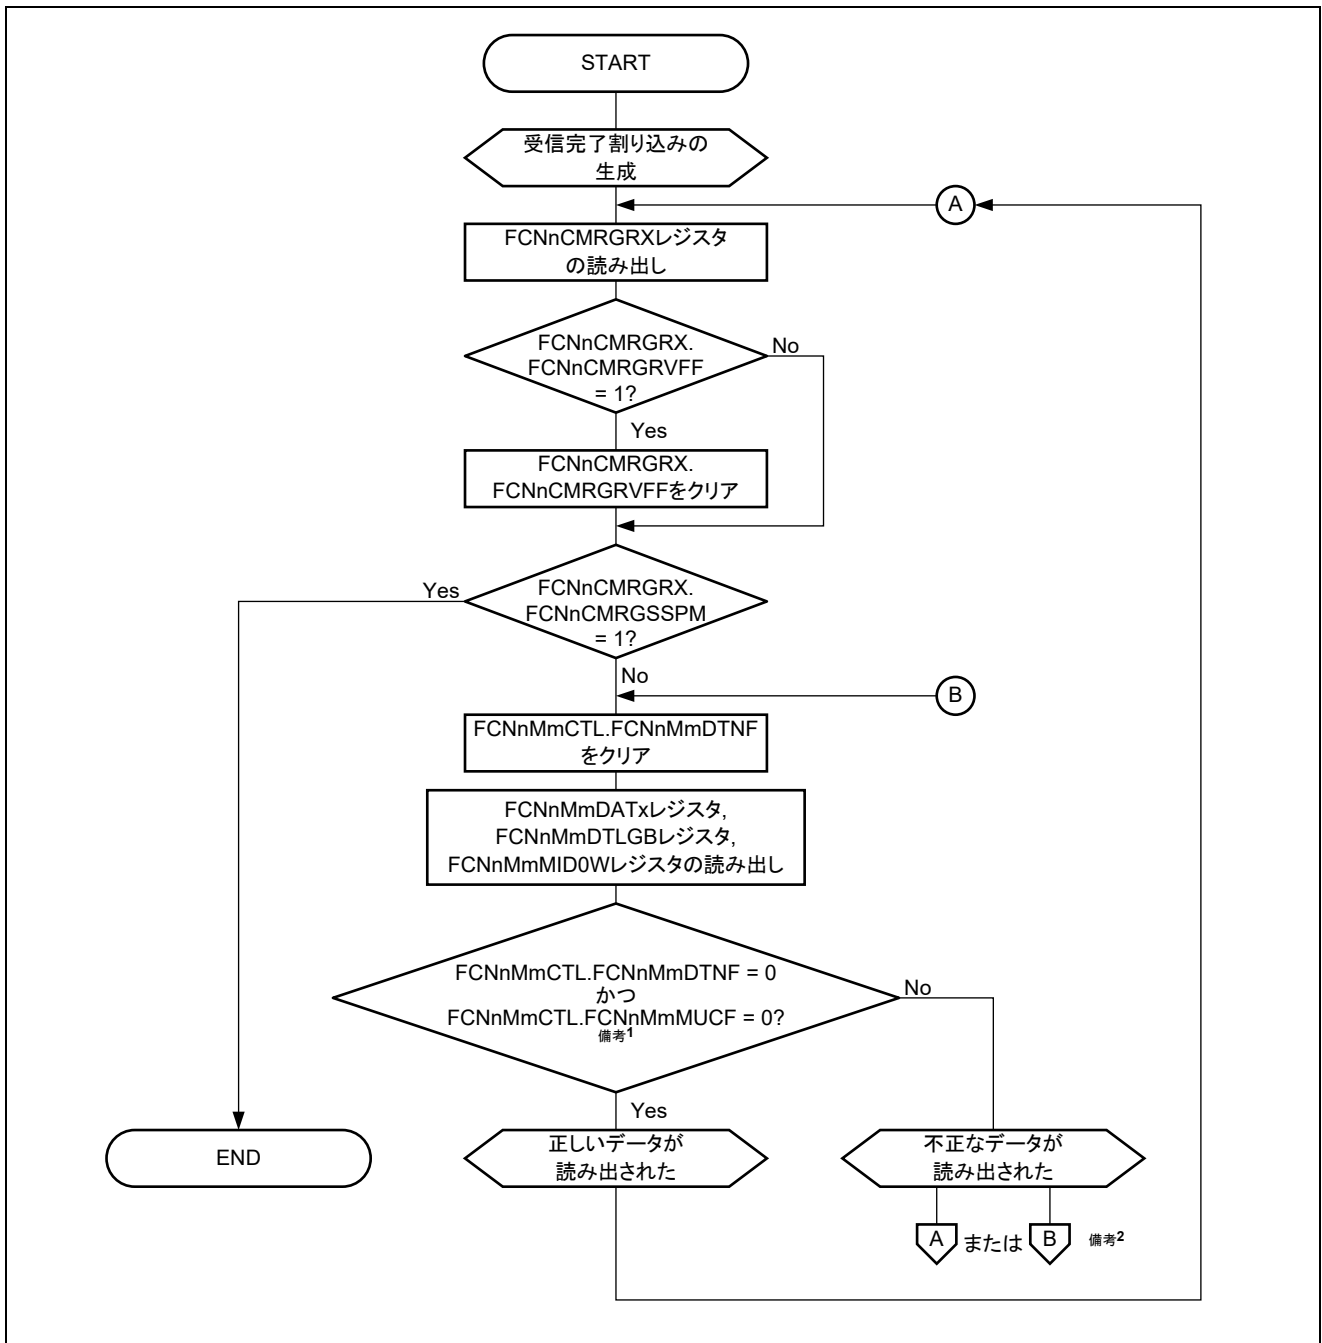 START
受信完了割り込みの
生成
A
FCNnCMRGRXレジスタ
の読み出し
FCNnCMRGRX.
FCNnCMRGRVFF
= 1?
No
Yes
FCNnCMRGRX.
FCNnCMRGRVFFをクリア
Yes
FCNnCMRGRX.
FCNnCMRGSSPM
= 1?
No
B
FCNnMmCTL.FCNnMmDTNF
をクリア
FCNnMmDATxレジスタ,
FCNnMmDTLGBレジスタ,
FCNnMmMID0Wレジスタの読み出し
FCNnMmCTL.FCNnMmDTNF = 0
かつ
FCNnMmCTL.FCNnMmMUCF = 0?
備考1
No
Yes
END
正しいデータが
読み出された
不正なデータが
読み出された
A または B 備考2